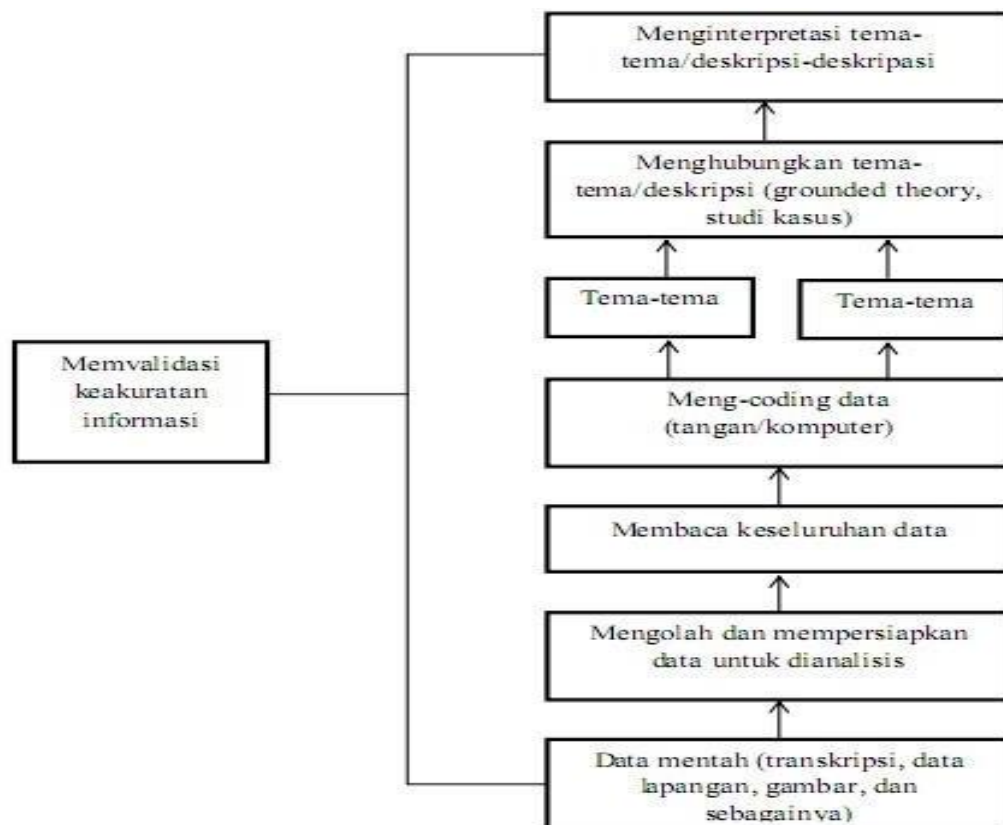 Menginterpretasi tema-
tema/deskripsi-deskripasi
Menghubungkan tema-
tema/deskripsi (grounded theory,
studi kasus)
Tema-tema
Tema-tema
Memvalidasi
keakuratan
informasi
Meng-coding data
(tangan/komputer)
Membaca keseluruhan data
Mengolah dan mempersiapkan
data untuk dianalisis
Data mentah (transkripsi, data
lapangan, gambar, dan
sebagainya)